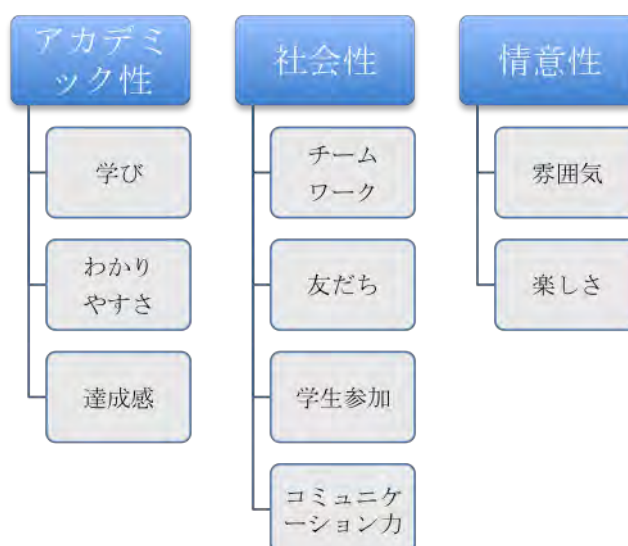 アカデミ
ック性
学び
わかり
やすさ
達成感
社会性
チーム
ワーク
友だち
学生参加
コミュニケ
ーション力
情意性
雰囲気
楽しさ